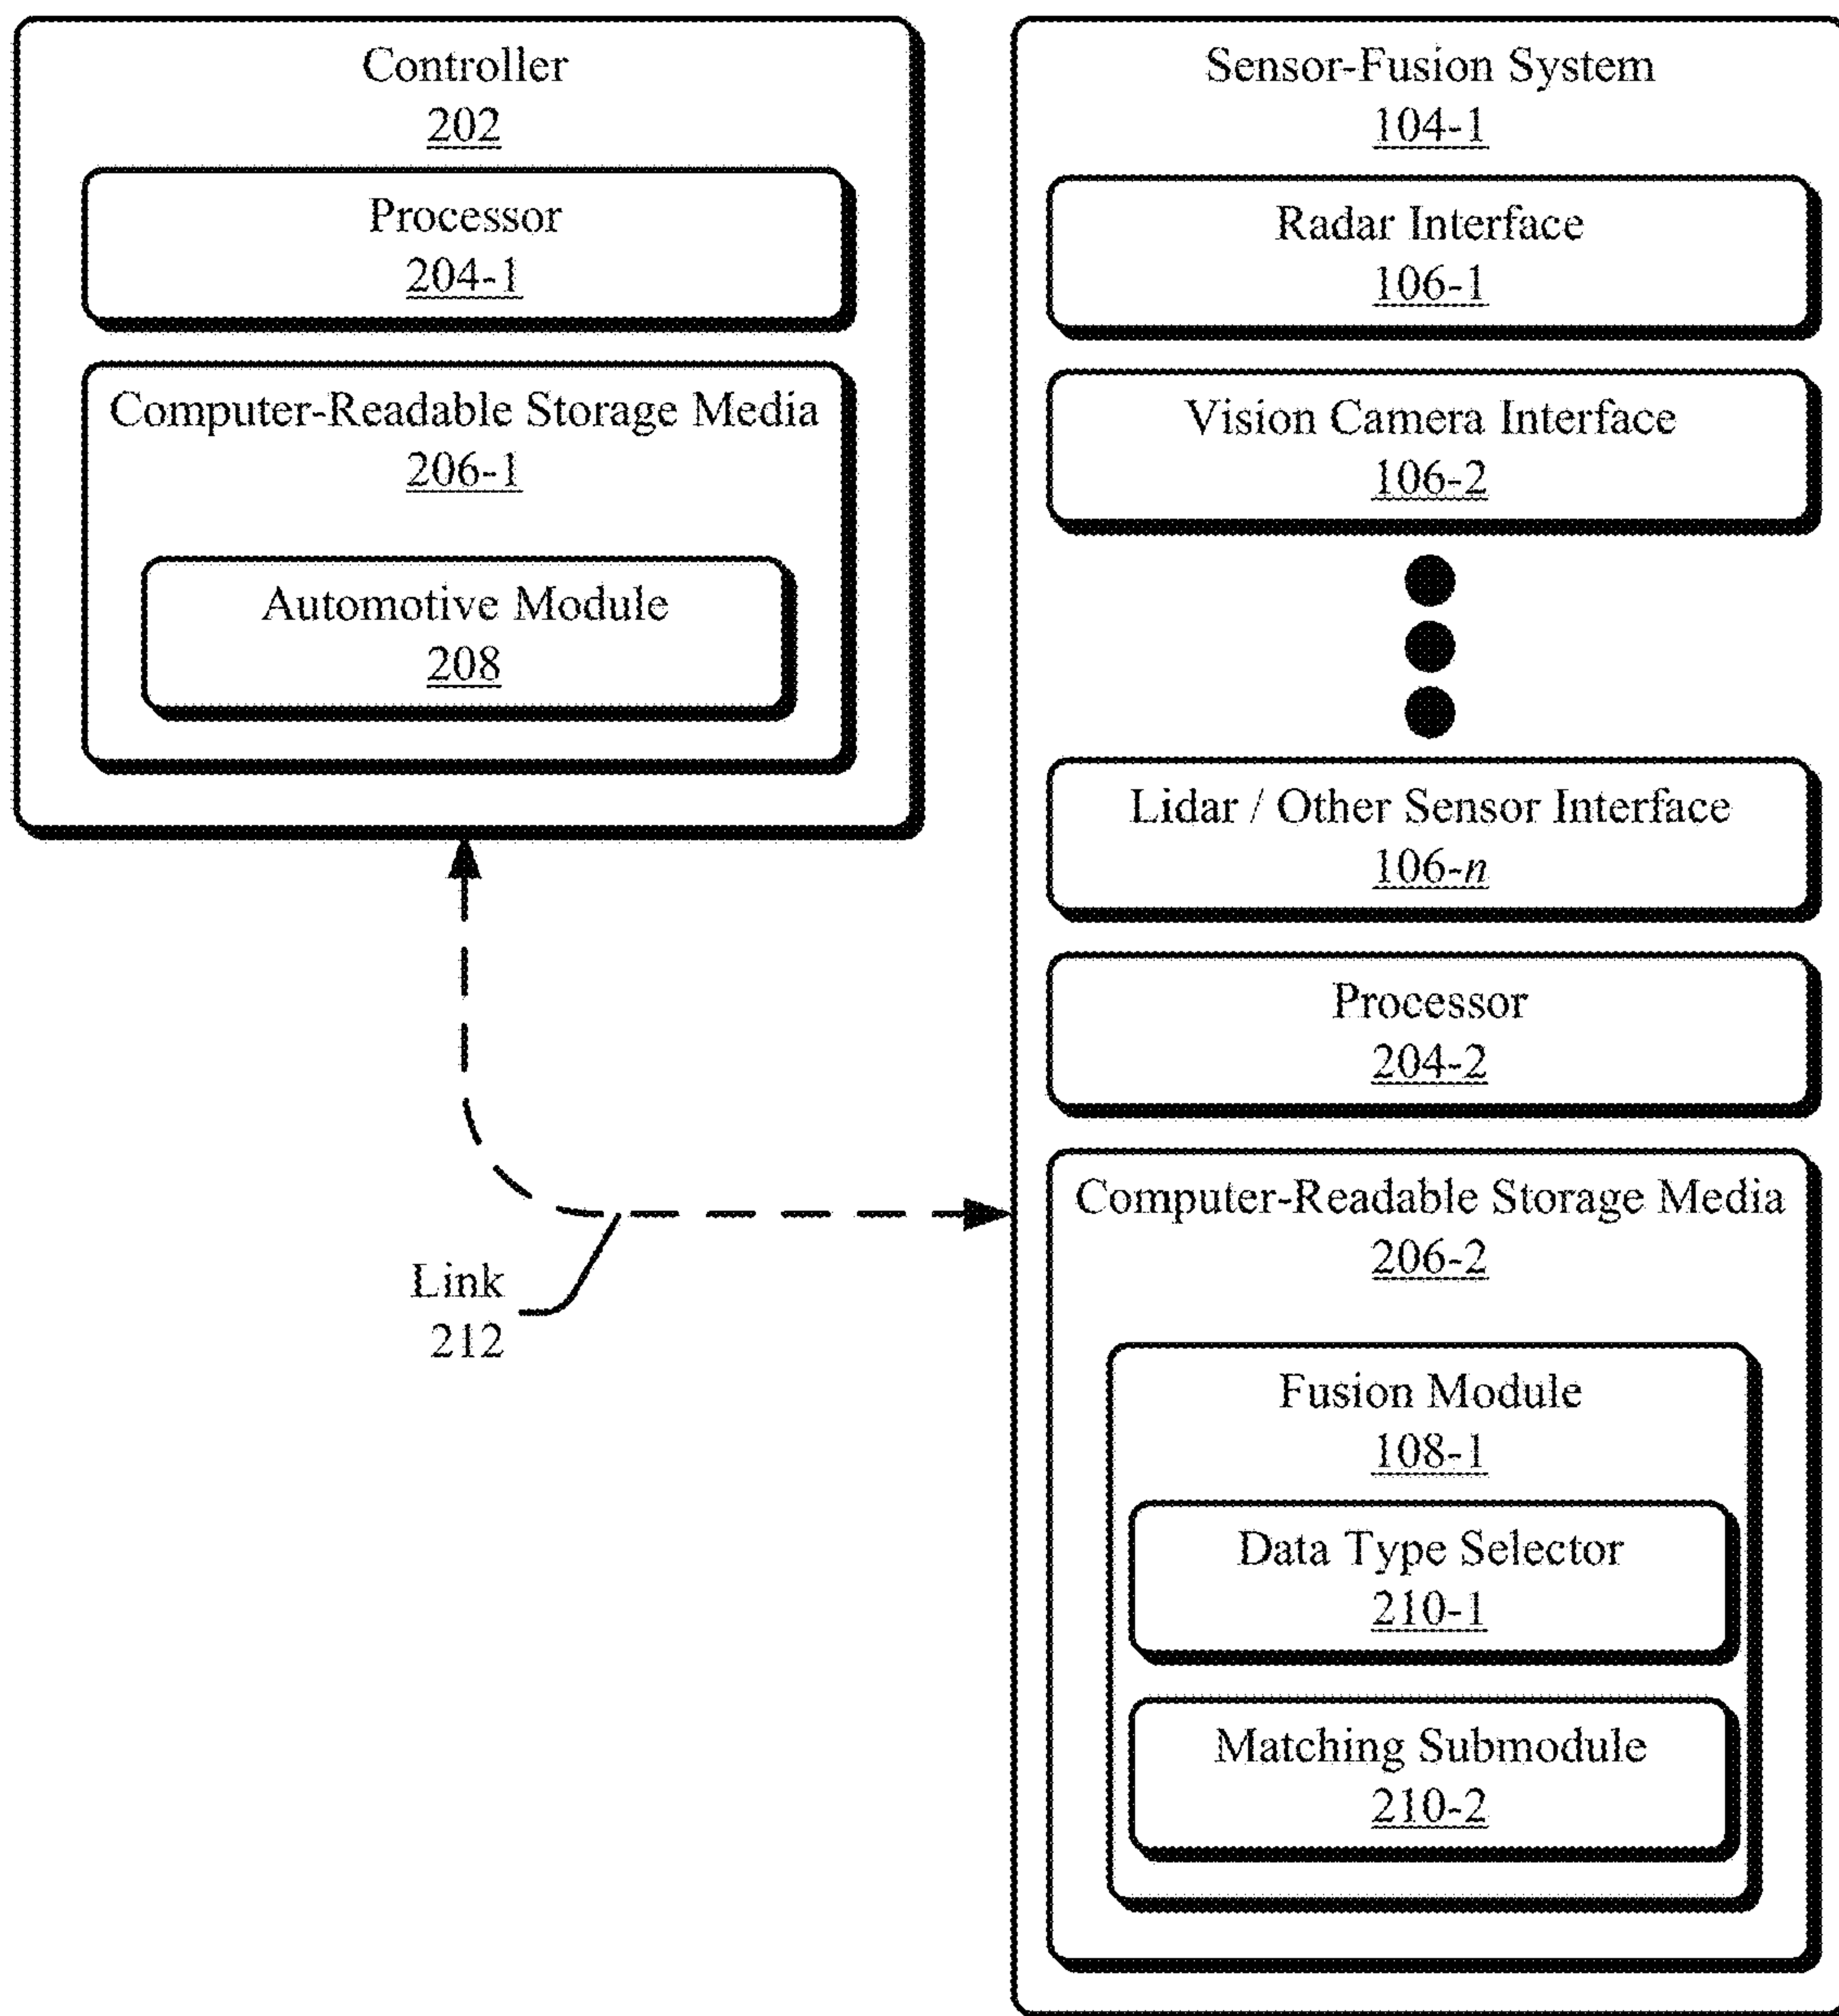 Controller
202
Processor
204-1
Computer-Readable Storage Media
206-1
Automotive Module
208
Link
212
Sensor-Fusion System
104-1
Radar Interface
106-1
Vision Camera Interface
106-2
Lidar / Other Sensor Interface
106-n
Processor
204-2
Computer-Readable Storage Media
206-2
Fusion Module
108-1
Data Type Selector
210-1
Matching Submodule
210-2